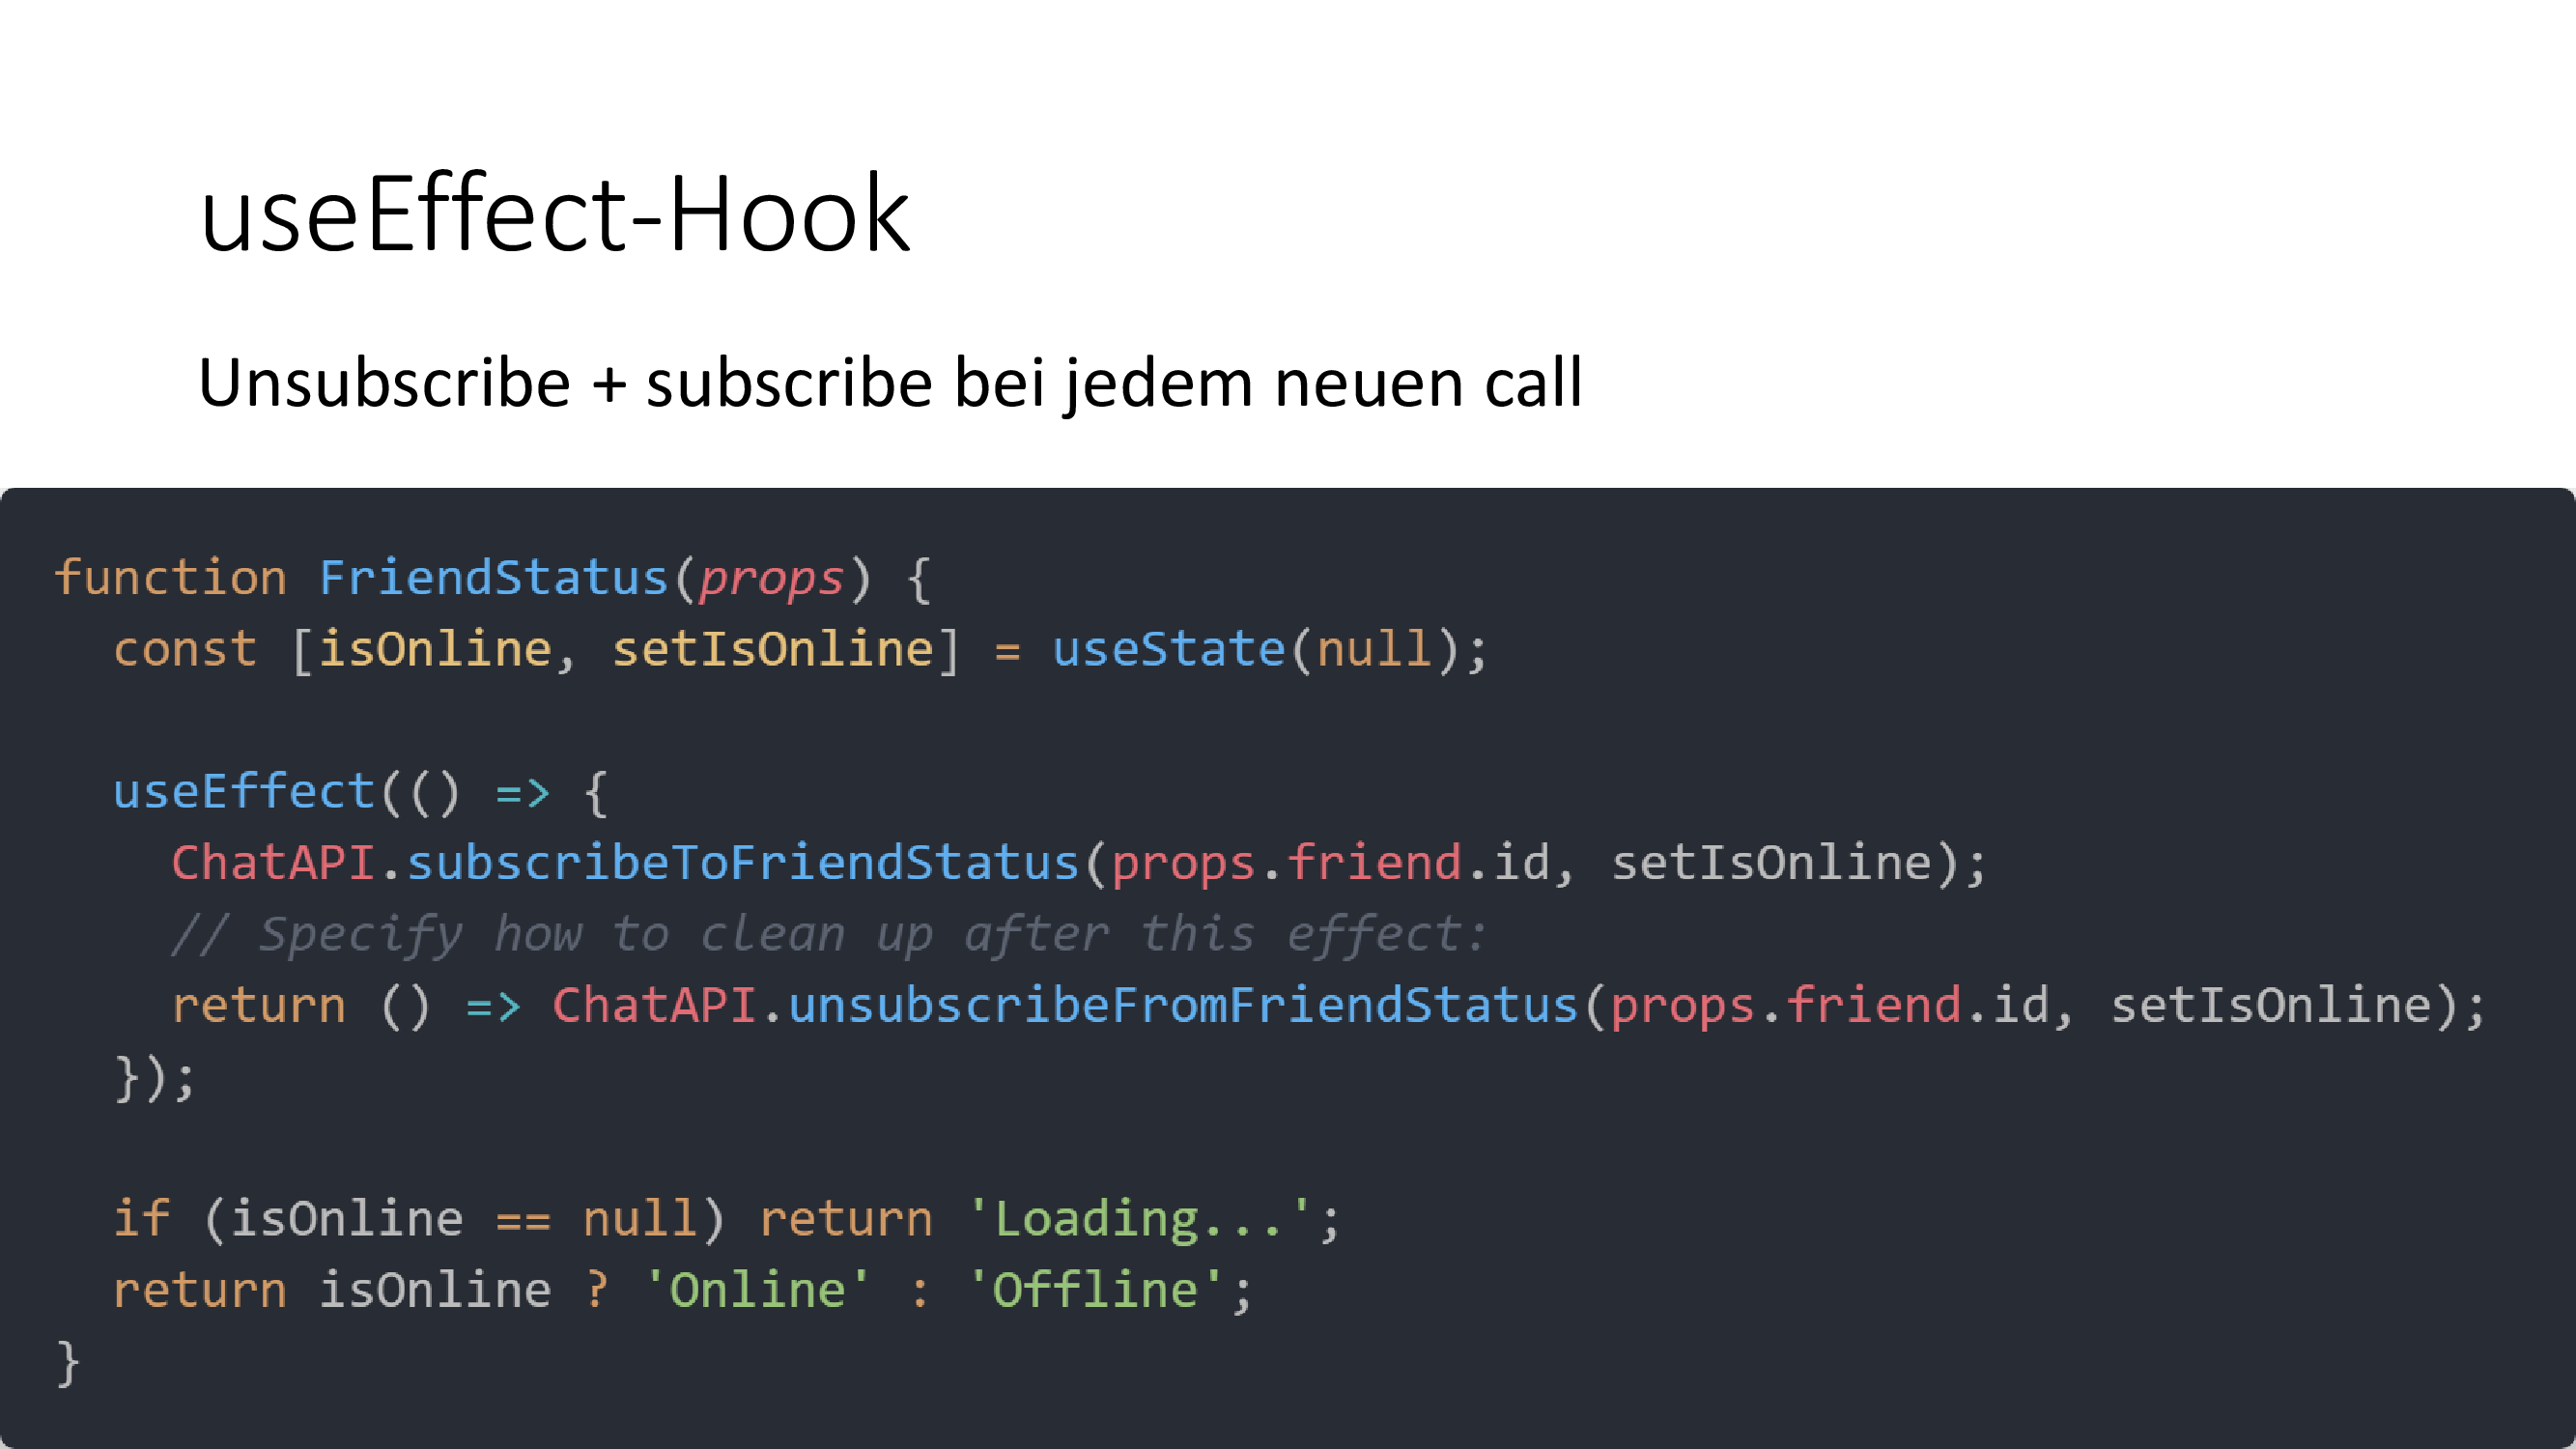 useEffect-Hook
Unsubscribe + subscribe bei jedem neuen call
function FriendStatus(props) {
  const [isOnline, setIsOnline] = useState(null);

  useEffect(() => {
    ChatAPI.subscribeToFriendStatus(props.friend.id, setIsOnline);
    // Specify how to clean up after this effect:
    return () => ChatAPI.unsubscribeFromFriendStatus(props.friend.id, setIsOnline);
  });

  if (isOnline == null) return 'Loading...';
  return isOnline ? 'Online' : 'Offline';
}